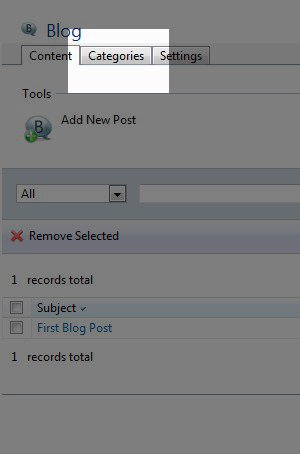 Blog
Content Categories Settings
Tools
Add New Post
All
Remove Selected
1 records total
Subject
First Blog Post
1 records total